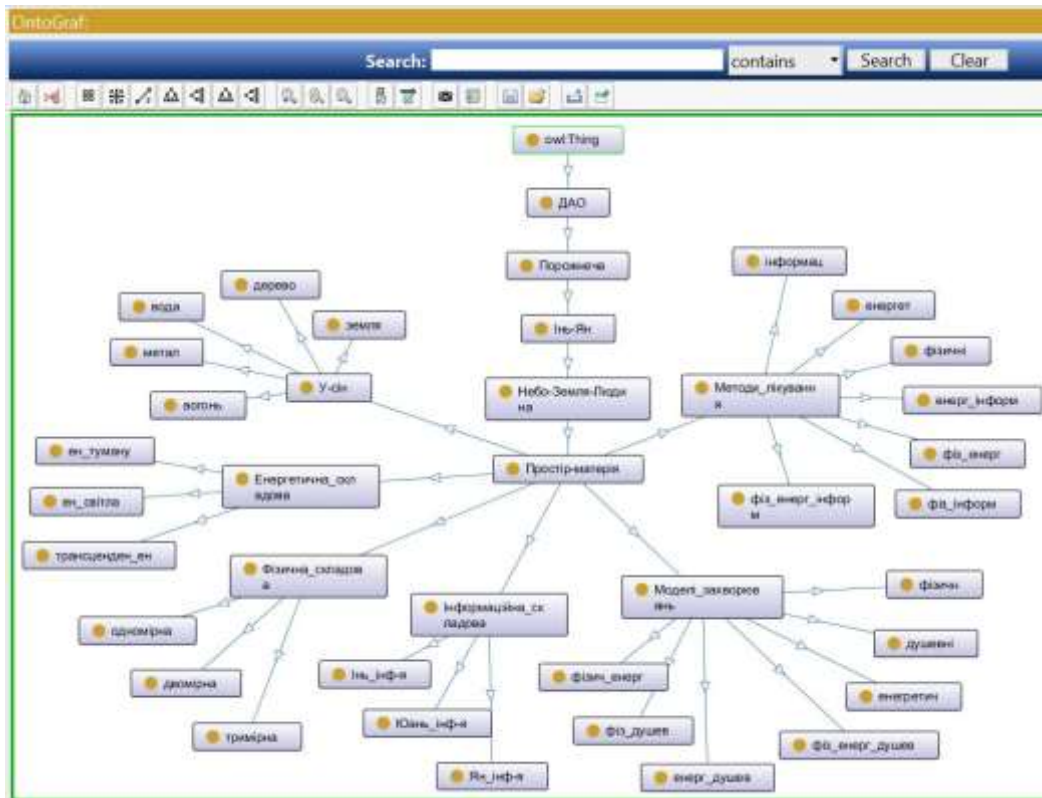 OntoGraf:
Search:
contains
Search
Clear
owl:Thing
ДАО
Порожнеча
Інь-Ян
Небо-Земля-Люди
на
Простір-матерія
дерево
вода
земля
метал
У-сін
вогонь
інформац
енергет
фізичні
Методи_лікуванн
я
енерг_інформ
фіз_енерг
фіз_інформ
фіз_енерг_інфор
м
ен_туману
Енергетична_скл
адова
ен_світла
трансценден_ен
Фізична_складов
а
одномірна
двомірна
тримірна
Інформаційна_ск
ладова
Інь_інф-я
Юань_інф-я
Ян_інф-я
Моделі_захворюв
ань
фізичн
душевні
енегретич
фіз_енерг_душев
енерг_душев
фіз_душев
фізич_енерг